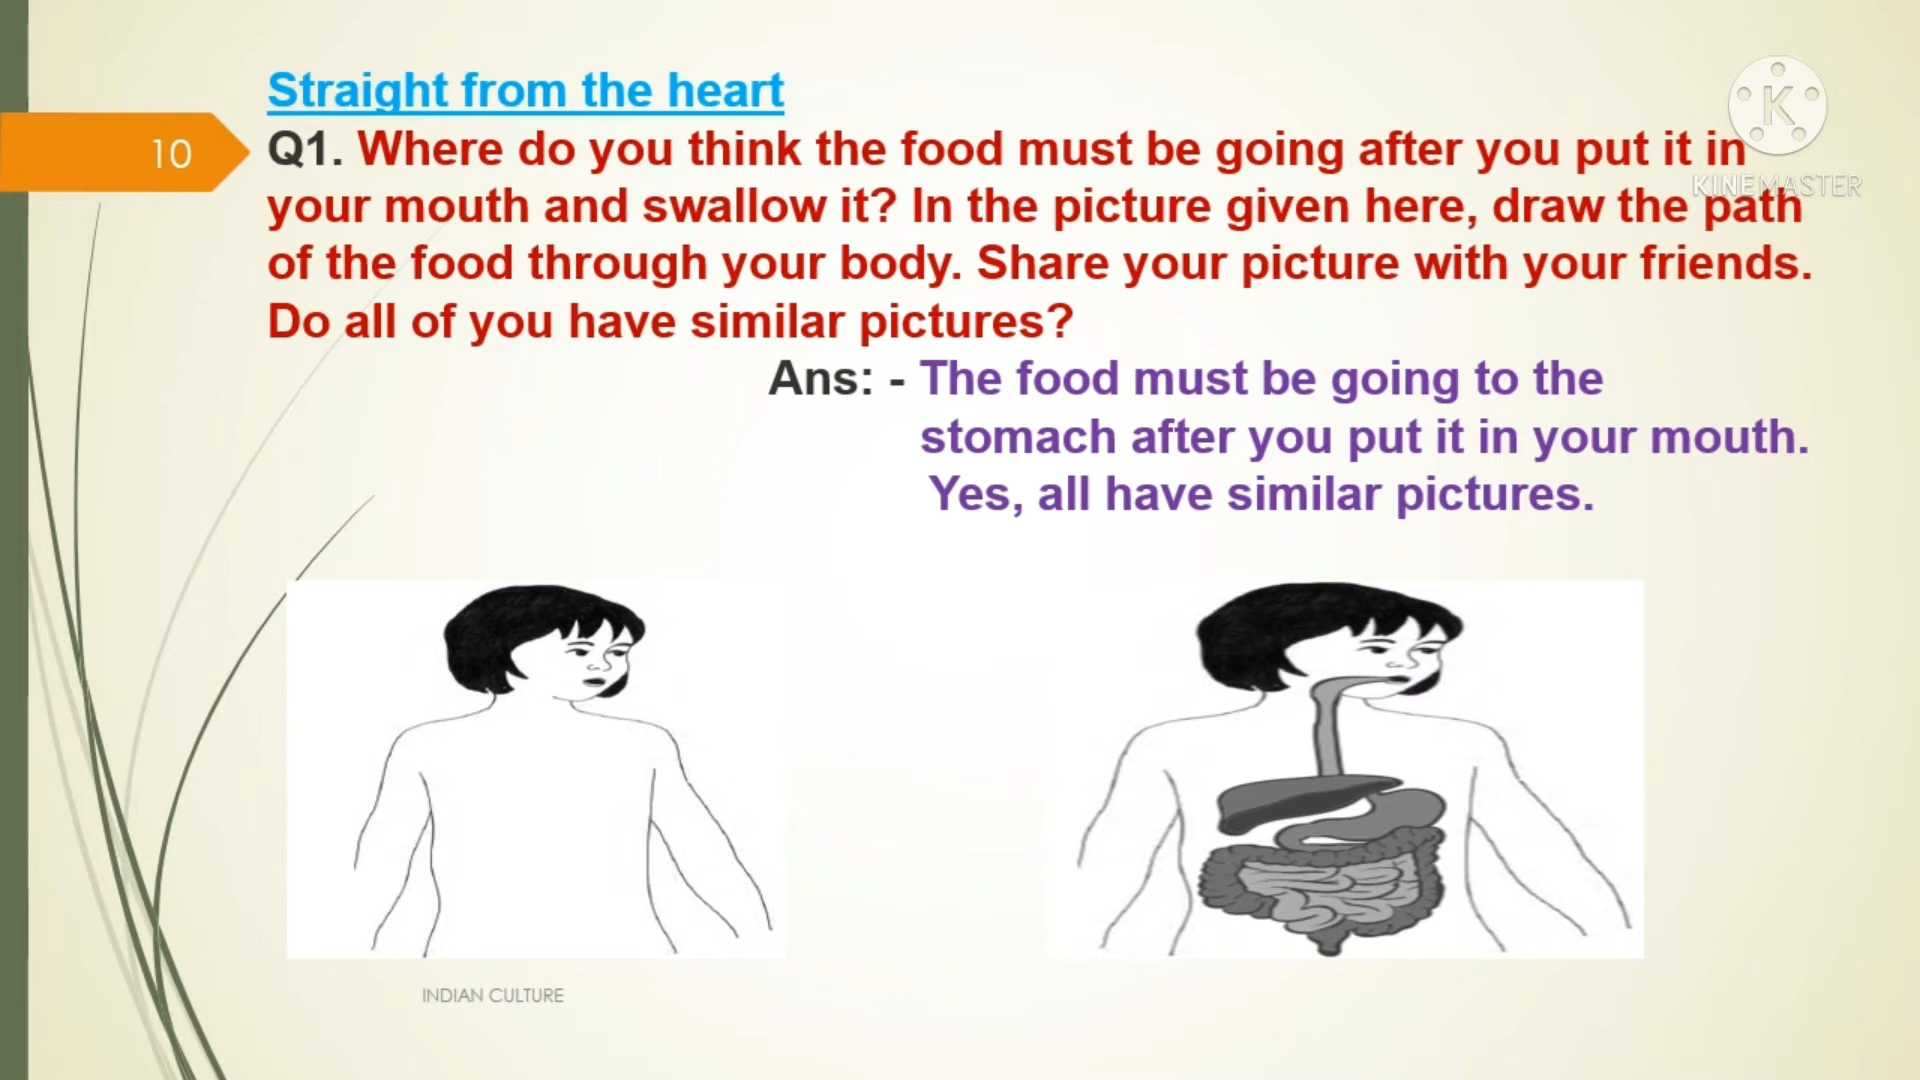 Straight from the heart
10
Q1. Where do you think the food must be going after you put it in
your mouth and swallow it? In the picture given here, draw the path
of the food through your body. Share your picture with your friends.
Do all of you have similar pictures?
Ans: - The food must be going to the
stomach after you put it in your mouth.
Yes, all have similar pictures.
K
KINEMASTER
INDIAN CULTURE